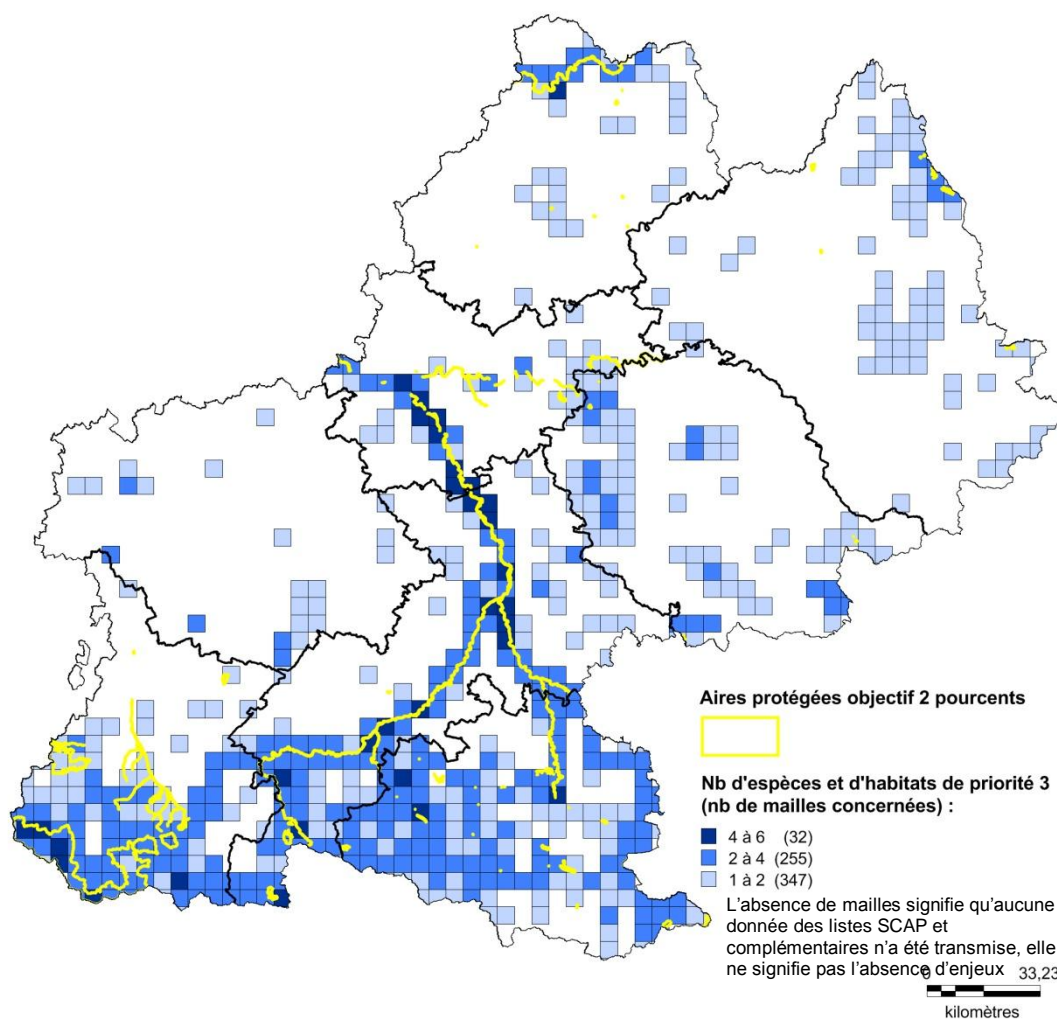 Aires protégées objectif 2 pourcents
Nb d'espèces et d'habitats de priorité 3
(nb de mailles concernées) :
4 à 6 (32)
2 à 4 (255)
1 à 2 (347)
L'absence de mailles signifie qu'aucune
donnée des listes SCAP et
complémentaires n'a été transmise, elle
ne signifie pas l'absence d'enjeux
0 33,23
kilomètres